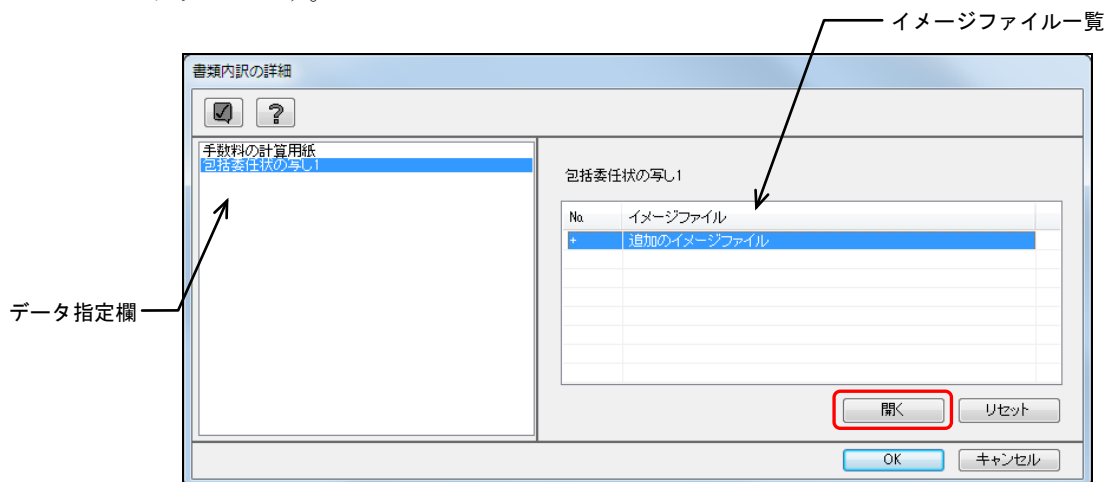 イメージファイル一覧
書類内訳の詳細
手数料の計算用紙
包括委任状の写し1
包括委任状の写し1
No. イメージファイル
+ 追加のイメージファイル
データ指定欄
開く リセット
OK キャンセル